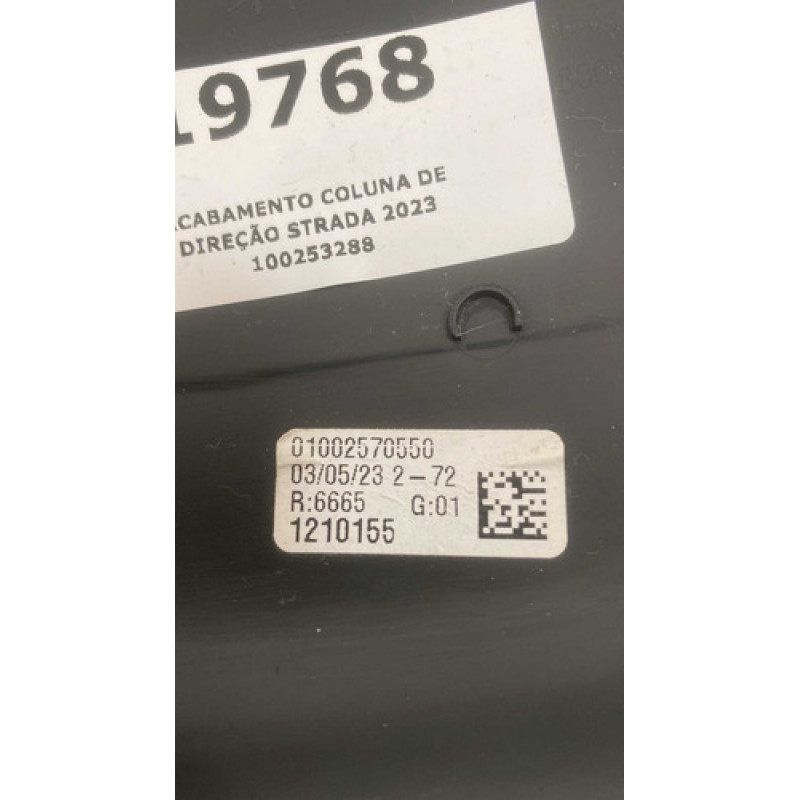 19768
ACABAMENTO COLUNA DE
DIREÇÃO STRADA 2023
100253288
01002570550
03/05/23 2-72
R:6665 G:01
1210155